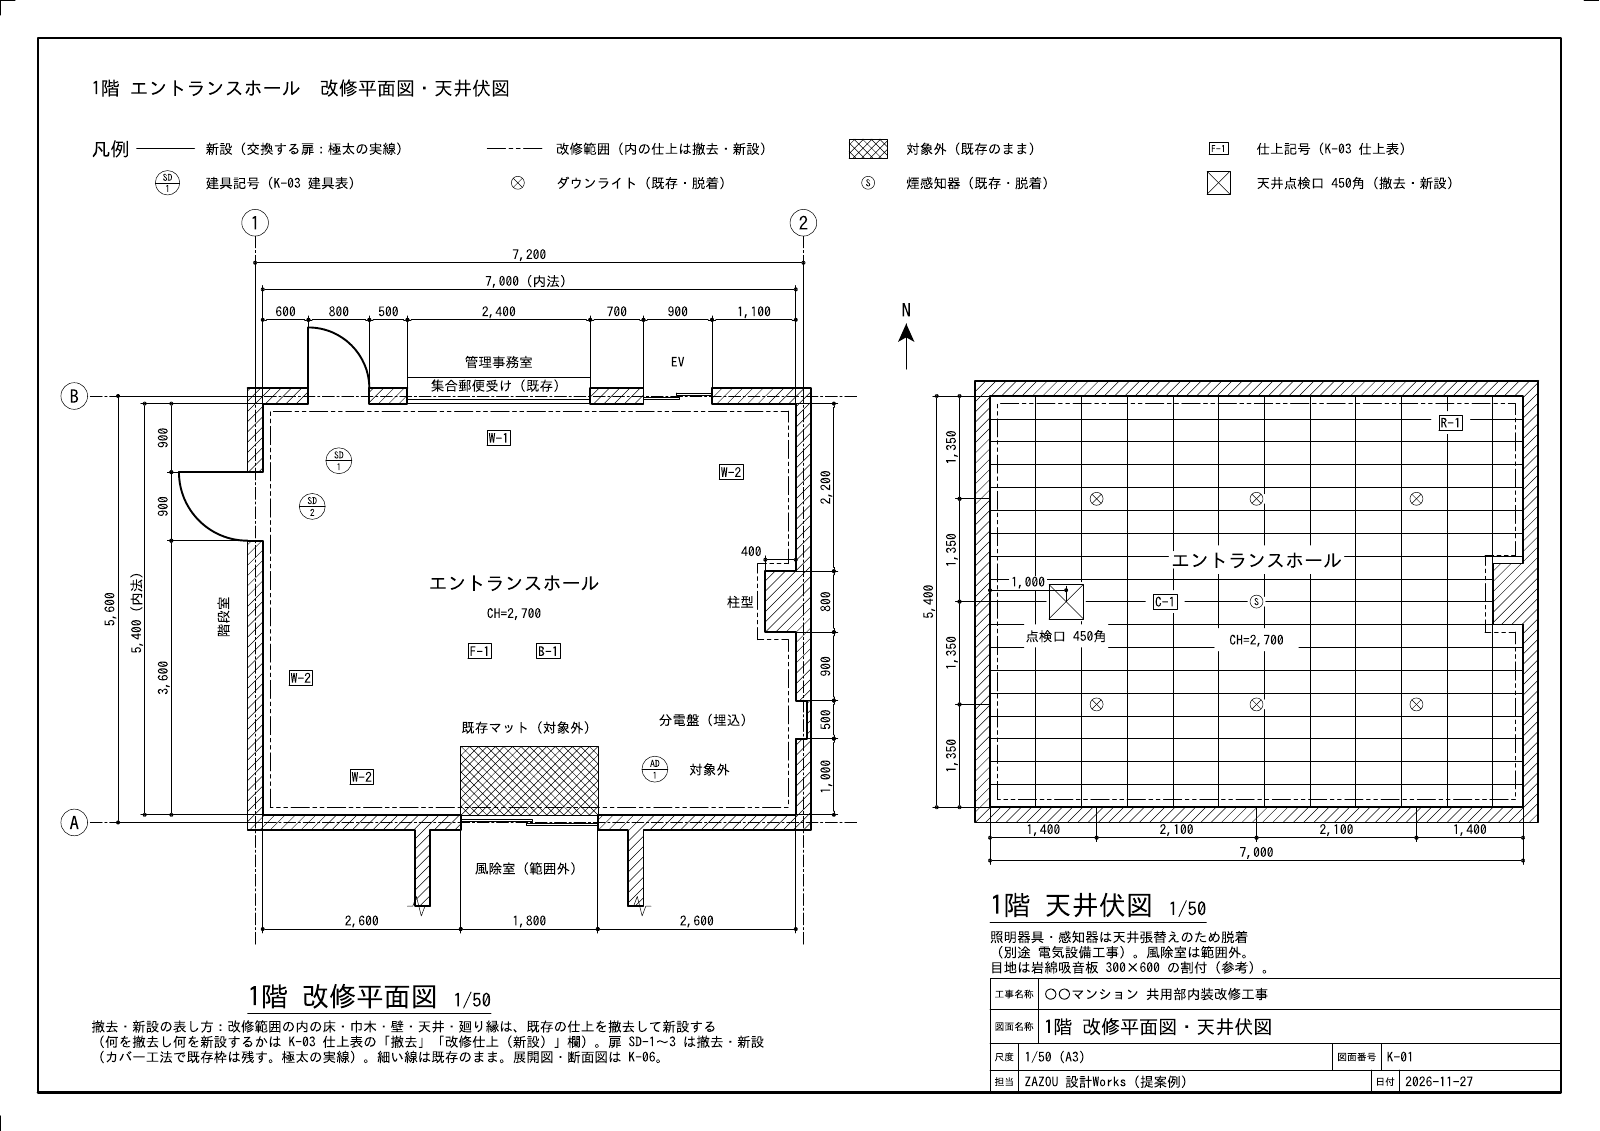 1階 エントランスホール 改修平面図・天井伏図
凡例 新設（交換する扉：極太の実線） 改修範囲（内の仕上は撤去・新設） 対象外（既存のまま） F-1 仕上記号（K-03 仕上表）
SD 1 建具記号（K-03 建具表） ダウンライト（既存・脱着） S 煙感知器（既存・脱着） 天井点検口 450角（撤去・新設）
1 2
7,200
7,000（内法）
600 800 500 2,400 700 900 1,100
N
管理事務室 EV
集合郵便受け（既存）
B
W-1
SD 1
W-2
SD 2
900
900
3,600
5,600
5,400（内法）
階段室
400
エントランスホール
CH=2,700
柱型
F-1 B-1
W-2
既存マット（対象外） 分電盤（埋込）
AD 1 対象外
W-2
2,200
800
900
500
1,000
A
風除室（範囲外）
2,600 1,800 2,600
1階 改修平面図 1/50
撤去・新設の表し方：改修範囲の内の床・巾木・壁・天井・廻り縁は、既存の仕上を撤去して新設する
（何を撤去し何を新設するかは K-03 仕上表の「撤去」「改修仕上（新設）」欄）。扉 SD-1～3 は撤去・新設
（カバー工法で既存枠は残す。極太の実線）。細い線は既存のまま。展開図・断面図は K-06。
R-1
1,350
1,350
1,350
1,350
5,400
エントランスホール
1,000
C-1 S
点検口 450角 CH=2,700
1,400 2,100 2,100 1,400
7,000
1階 天井伏図 1/50
照明器具・感知器は天井張替えのため脱着
（別途 電気設備工事）。風除室は範囲外。
目地は岩綿吸音板 300×600 の割付（参考）。
工事名称 〇〇マンション 共用部内装改修工事
図面名称 1階 改修平面図・天井伏図
尺度 1/50（A3） 図面番号 K-01
担当 ZAZOU 設計Works（提案例） 日付 2026-11-27